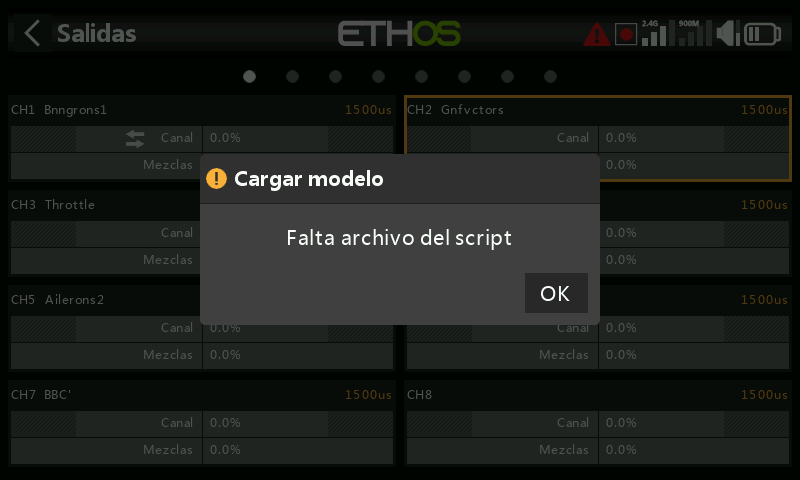 Salidas ETHOS 2.4G 900M
CH1 Bnngrons1 1500us CH2 Gnfvctors 1500us
Canal 0.0% Canal 0.0%
Mezclas 0.0%
Cargar modelo
CH3 Throttle 1500us
Falta archivo del script
Canal 0.0%
Mezclas 0.0%
OK
CH5 Ailerons2 1500us
Canal 0.0% Canal 0.0%
Mezclas 0.0% Mezclas 0.0%
CH7 BBC' 1500us CH8 1500us
Canal 0.0% Canal 0.0%
Mezclas 0.0% Mezclas 0.0%